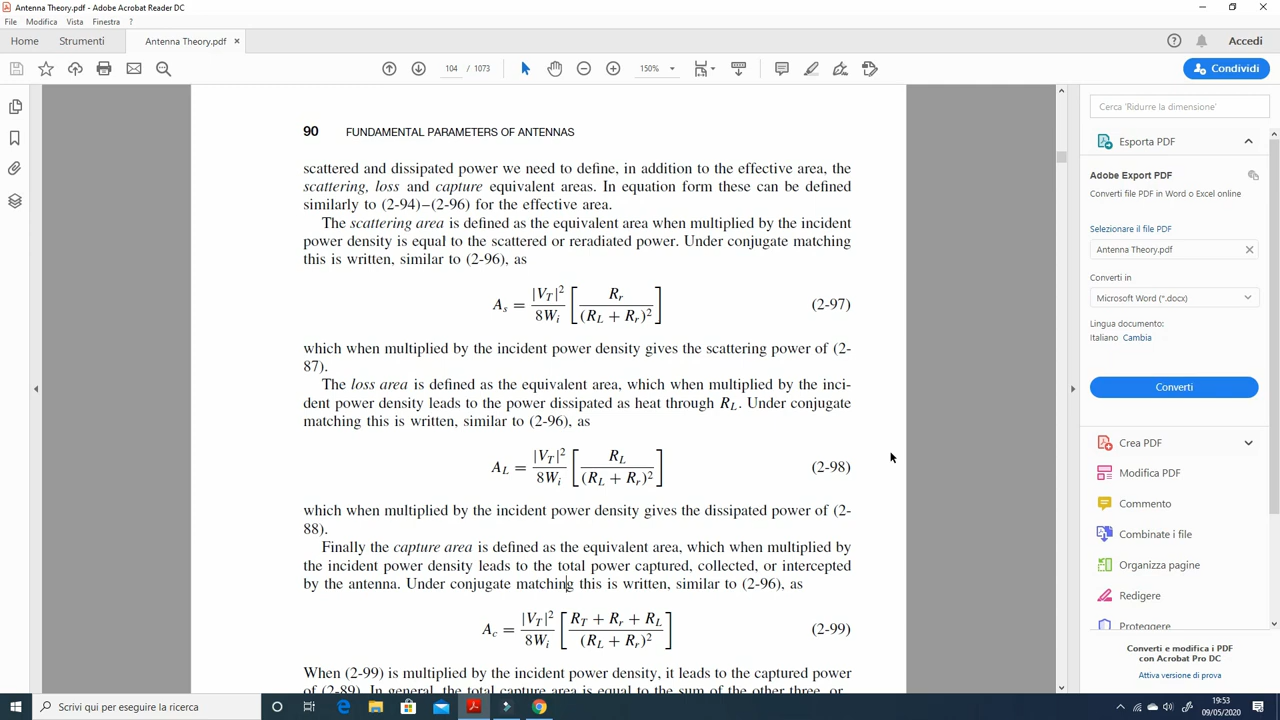 Antenna Theory.pdf - Adobe Acrobat Reader DC
File Modifica Vista Finestra ?
Home Strumenti Antenna Theory.pdf × Accedi
104 / 1073 150% Condividi
90 FUNDAMENTAL PARAMETERS OF ANTENNAS
scattered and dissipated power we need to define, in addition to the effective area, the
scattering, loss and capture equivalent areas. In equation form these can be defined
similarly to (2-94)–(2-96) for the effective area.
The scattering area is defined as the equivalent area when multiplied by the incident
power density is equal to the scattered or reradiated power. Under conjugate matching
this is written, similar to (2-96), as
A_s = |V_T|^2 / 8W_i [ R_r / (R_L + R_r)^2 ] (2-97)
which when multiplied by the incident power density gives the scattering power of (2-
87).
The loss area is defined as the equivalent area, which when multiplied by the inci-
dent power density leads to the power dissipated as heat through R_L. Under conjugate
matching this is written, similar to (2-96), as
A_L = |V_T|^2 / 8W_i [ R_L / (R_L + R_r)^2 ] (2-98)
which when multiplied by the incident power density gives the dissipated power of (2-
88).
Finally the capture area is defined as the equivalent area, which when multiplied by
the incident power density leads to the total power captured, collected, or intercepted
by the antenna. Under conjugate matching this is written, similar to (2-96), as
A_c = |V_T|^2 / 8W_i [ R_T + R_r + R_L / (R_L + R_r)^2 ] (2-99)
When (2-99) is multiplied by the incident power density, it leads to the captured power
of (2-89). In general, the total capture area is equal to the sum of the other three, or
Cerca 'Ridurre la dimensione'
Esporta PDF
Adobe Export PDF
Converti file PDF in Word o Excel online
Selezionare il file PDF
Antenna Theory.pdf
Converti in
Microsoft Word (*.docx)
Lingua documento:
Italiano Cambia
Converti
Crea PDF
Modifica PDF
Commento
Combinate i file
Organizza pagine
Redigere
Proteggere
Converti e modifica i PDF
con Acrobat Pro DC
Attiva versione di prova
Scrivi qui per eseguire la ricerca
19:53
09/05/2020